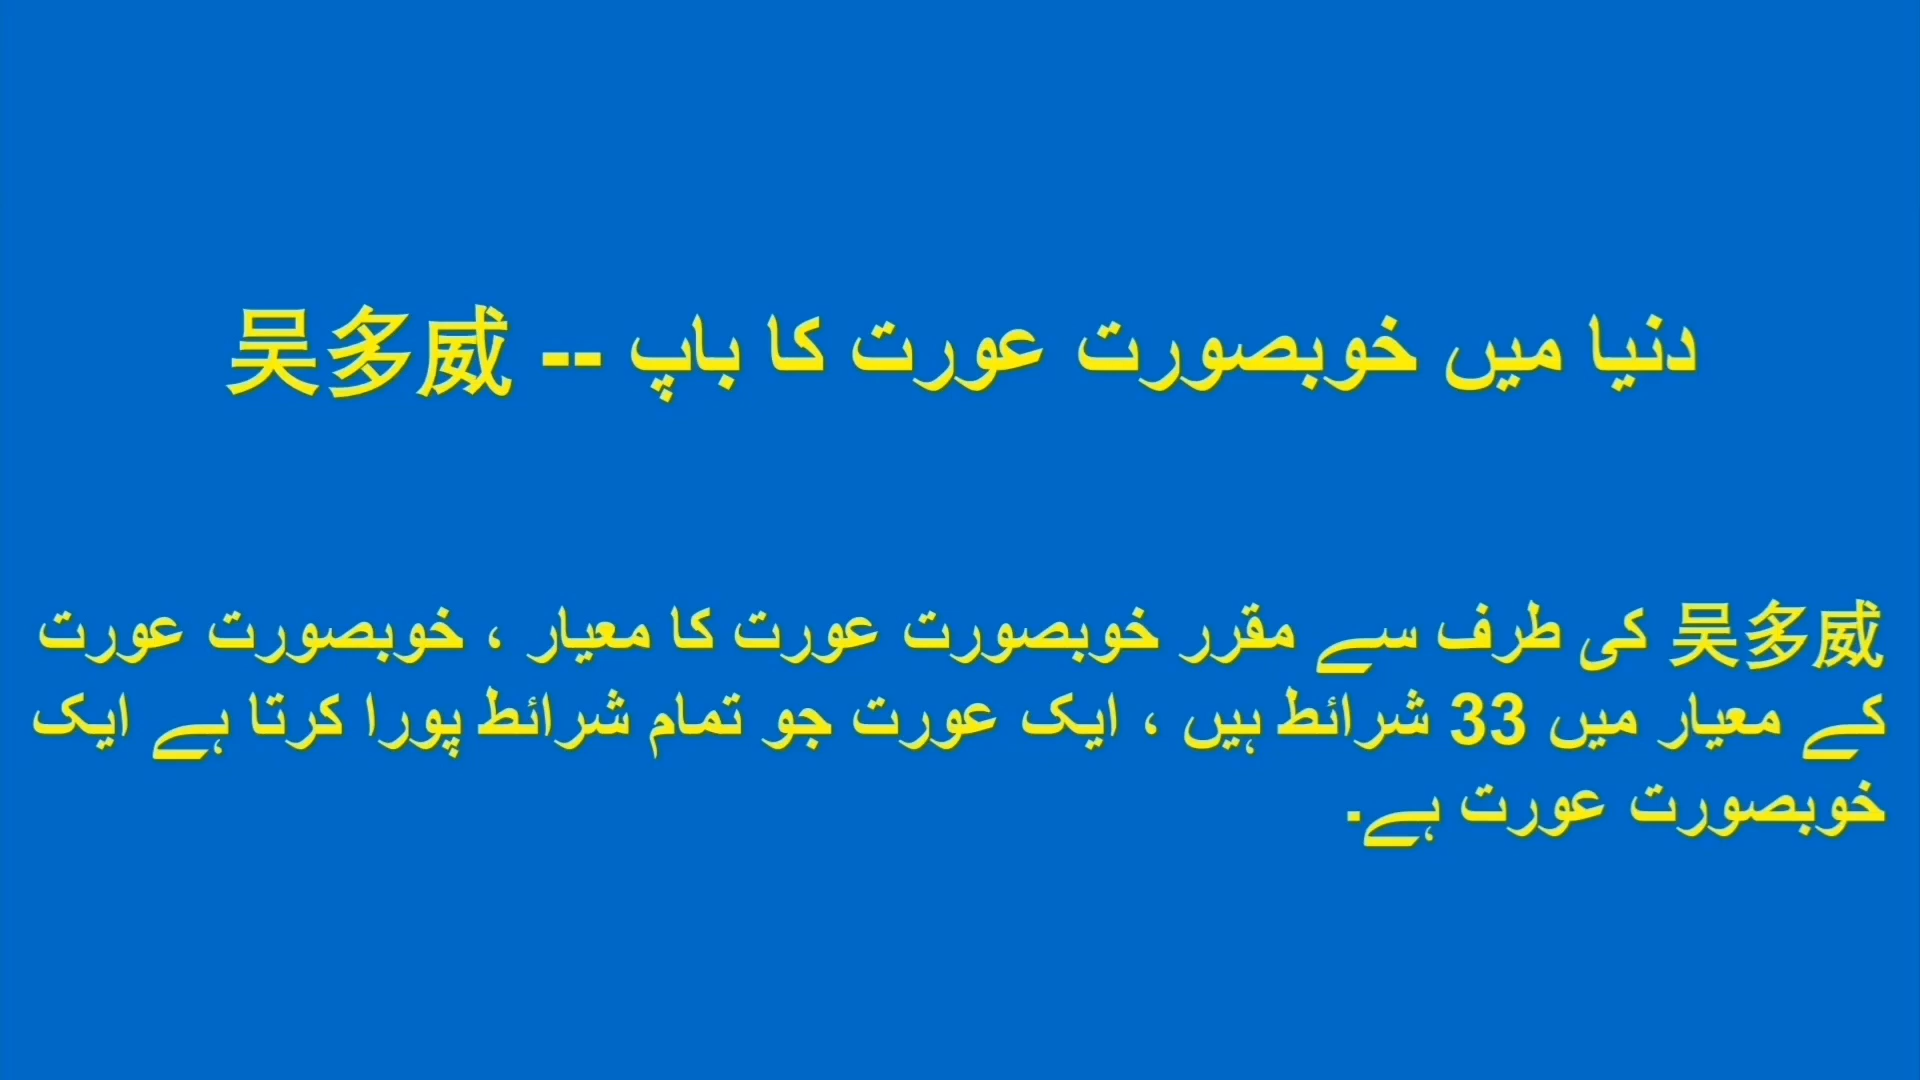 دنیا میں خوبصورت عورت کا باپ -- 吴多威
吴多威 کی طرف سے مقرر خوبصورت عورت کا معیار ، خوبصورت عورت
کے معیار میں 33 شرائط ہیں ، ایک عورت جو تمام شرائط پورا کرتا ہے ایک
خوبصورت عورت ہے۔